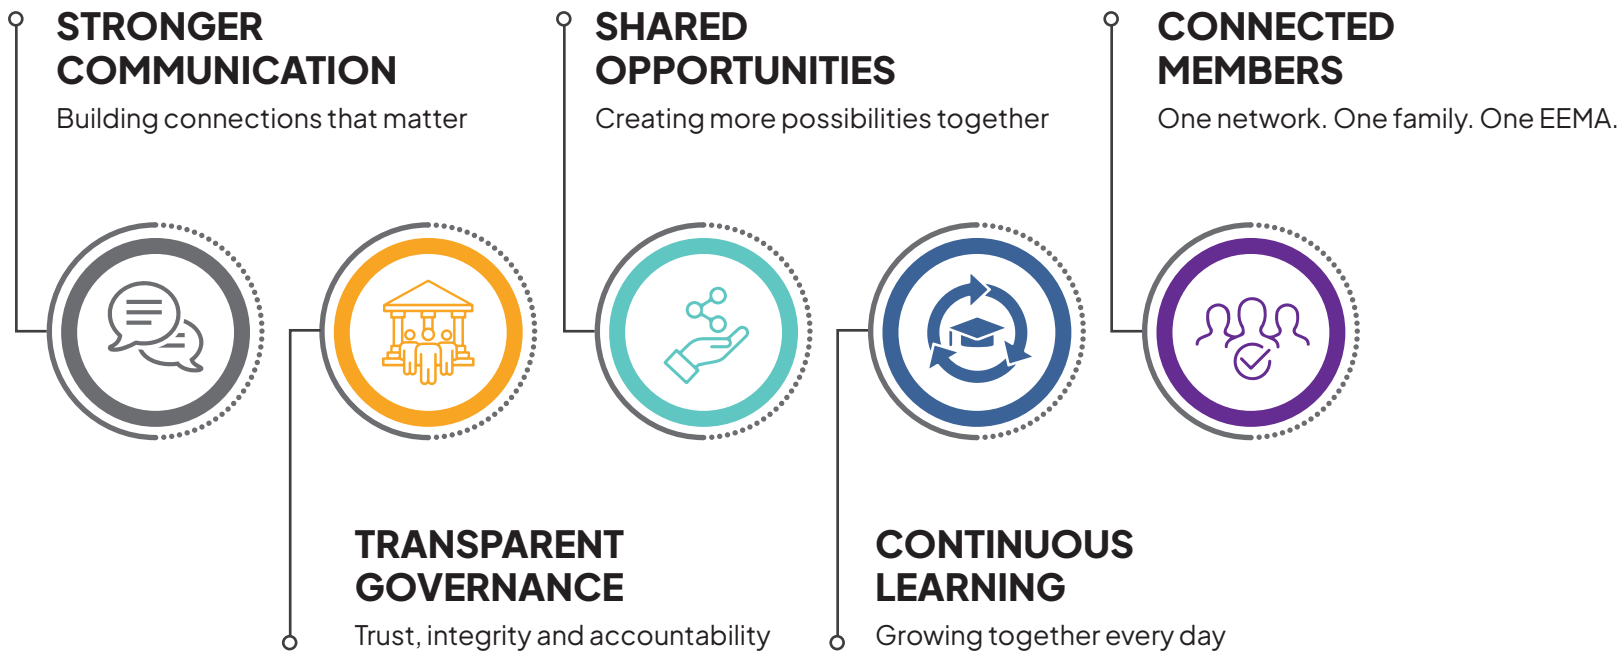 STRONGER
COMMUNICATION
Building connections that matter
SHARED
OPPORTUNITIES
Creating more possibilities together
CONNECTED
MEMBERS
One network. One family. One EEMA.
TRANSPARENT
GOVERNANCE
Trust, integrity and accountability
CONTINUOUS
LEARNING
Growing together every day